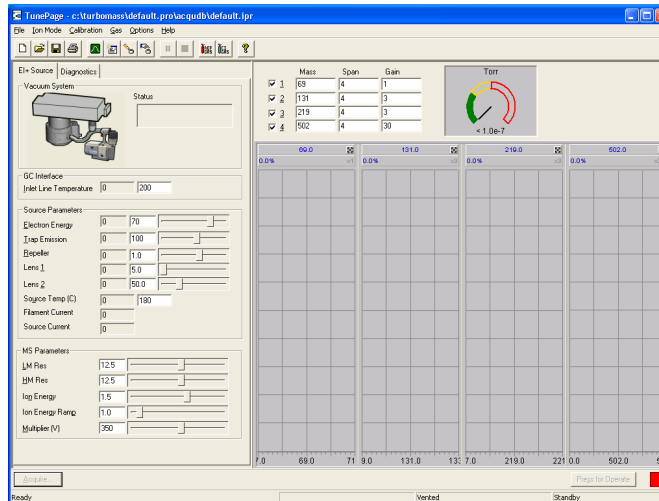 TunePage - c:\turbomass\default.pro\acqudb\default.ipr
File Ion Mode Calibration Gas Options Help
EI+ Source Diagnostics
Vacuum System
Status
GC Interface
Inlet Line Temperature 0 200
Source Parameters
Electron Energy 0 70
Trap Emission 0 100
Repeller 0 1.0
Lens 1 0 5.0
Lens 2 0 50.0
Source Temp (C) 0 180
Filament Current 0
Source Current 0
MS Parameters
LM Res 12.5
HM Res 12.5
Ion Energy 1.5
Ion Energy Ramp 1.0
Multiplier (V) 350
Acquire...
Mass Span Gain
1 69 4 1
2 131 4 3
3 219 4 3
4 502 4 30
Torr
< 1.0e-7
69.0 131.0 219.0 502.0
0.0% x1 0.0% x3 0.0% x3 0.0%
7.0 69.0 71 9.0 131.0 133 7.0 219.0 221 0.0 502.0
Press for Operate
Ready Vented Standby